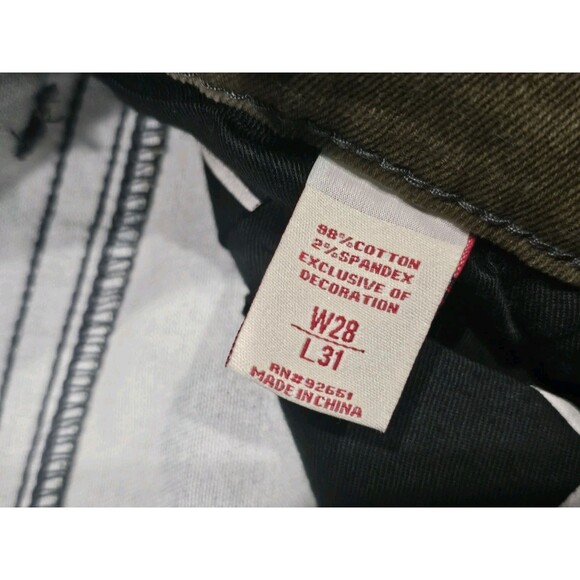 98%COTTON
2%SPANDEX
EXCLUSIVE OF
DECORATION
W28
L31
RN#92661
MADE IN CHINA